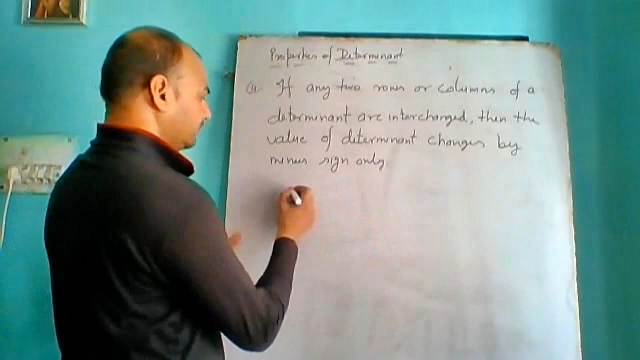 Properties of Determinant
Q. If any two rows or columns of a
determinant are interchanged, then the
value of determinant changes by
minus sign only.